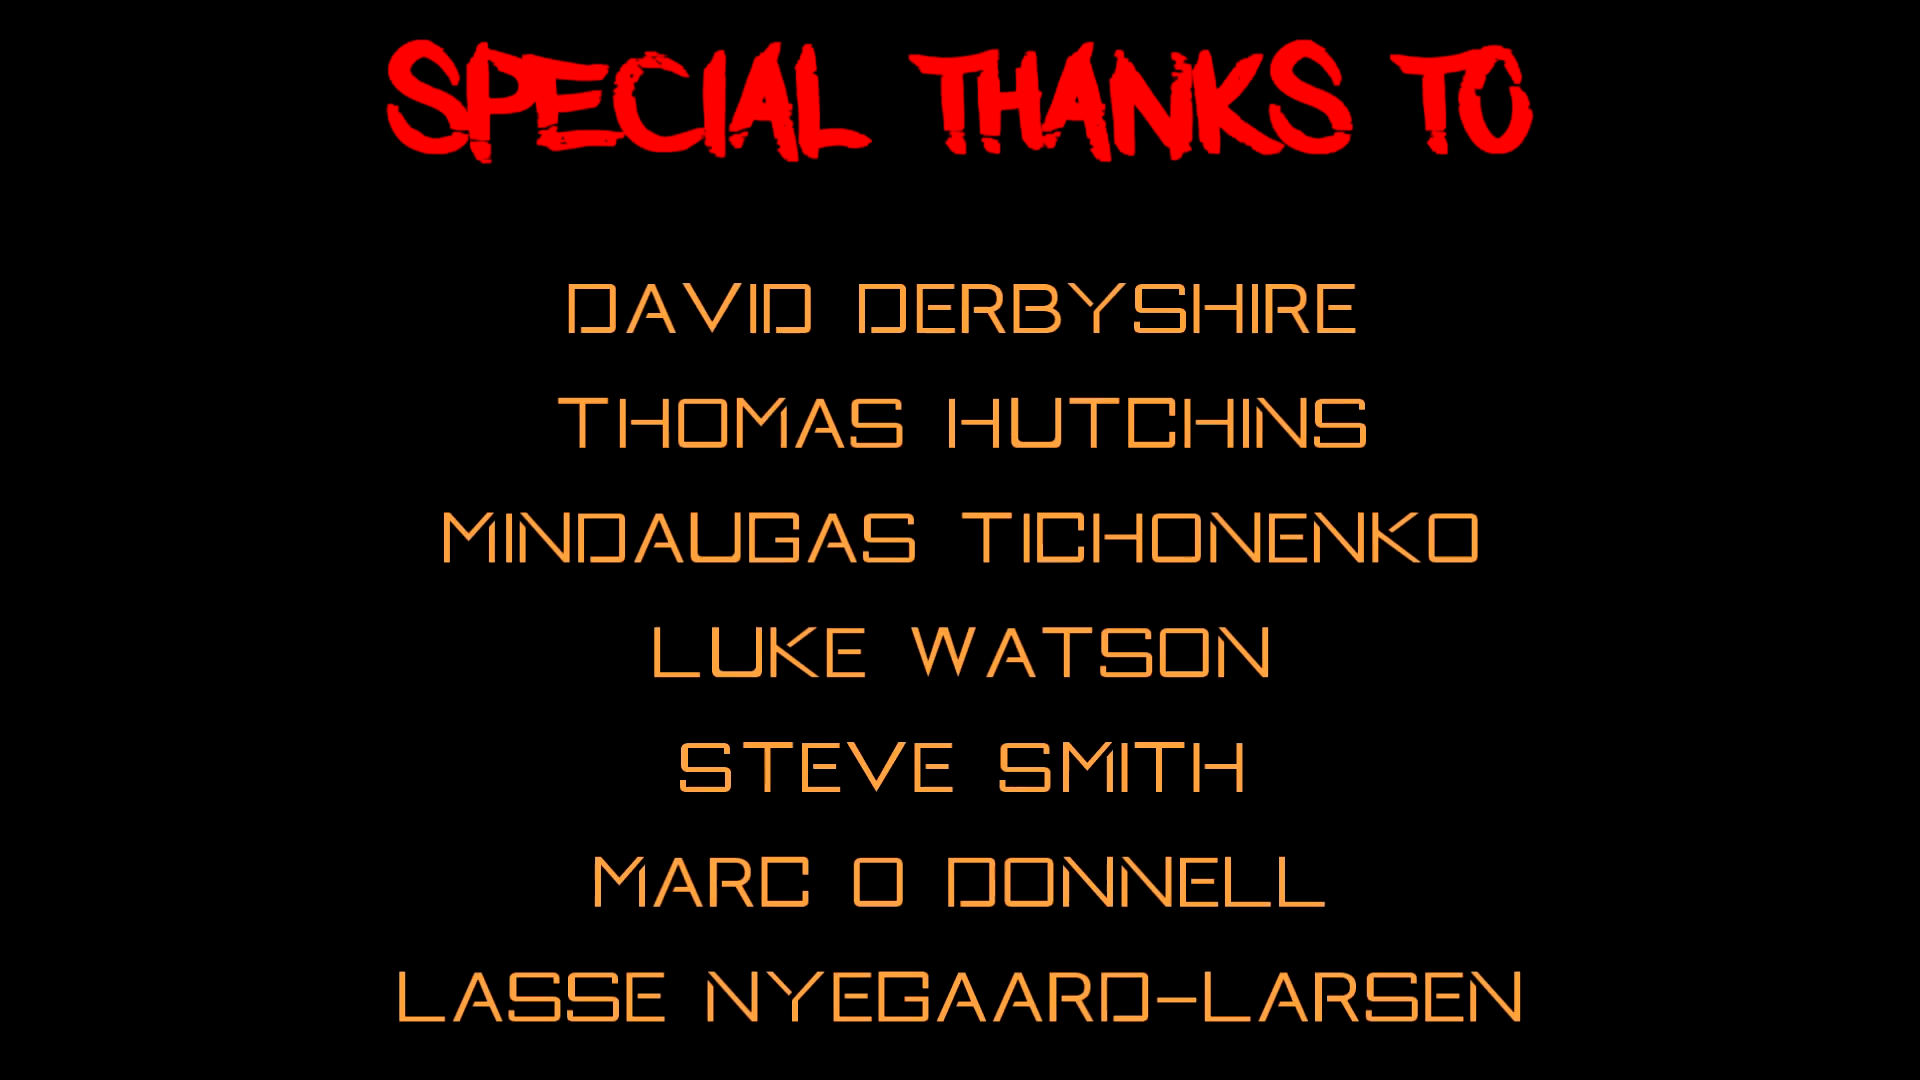 SPECIAL THANKS TO
DAVID DERBYSHIRE
THOMAS HUTCHINS
MINDAUGAS TICHONENKO
LUKE WATSON
STEVE SMITH
MARC O DONNELL
LASSE NYEGAARD-LARSEN